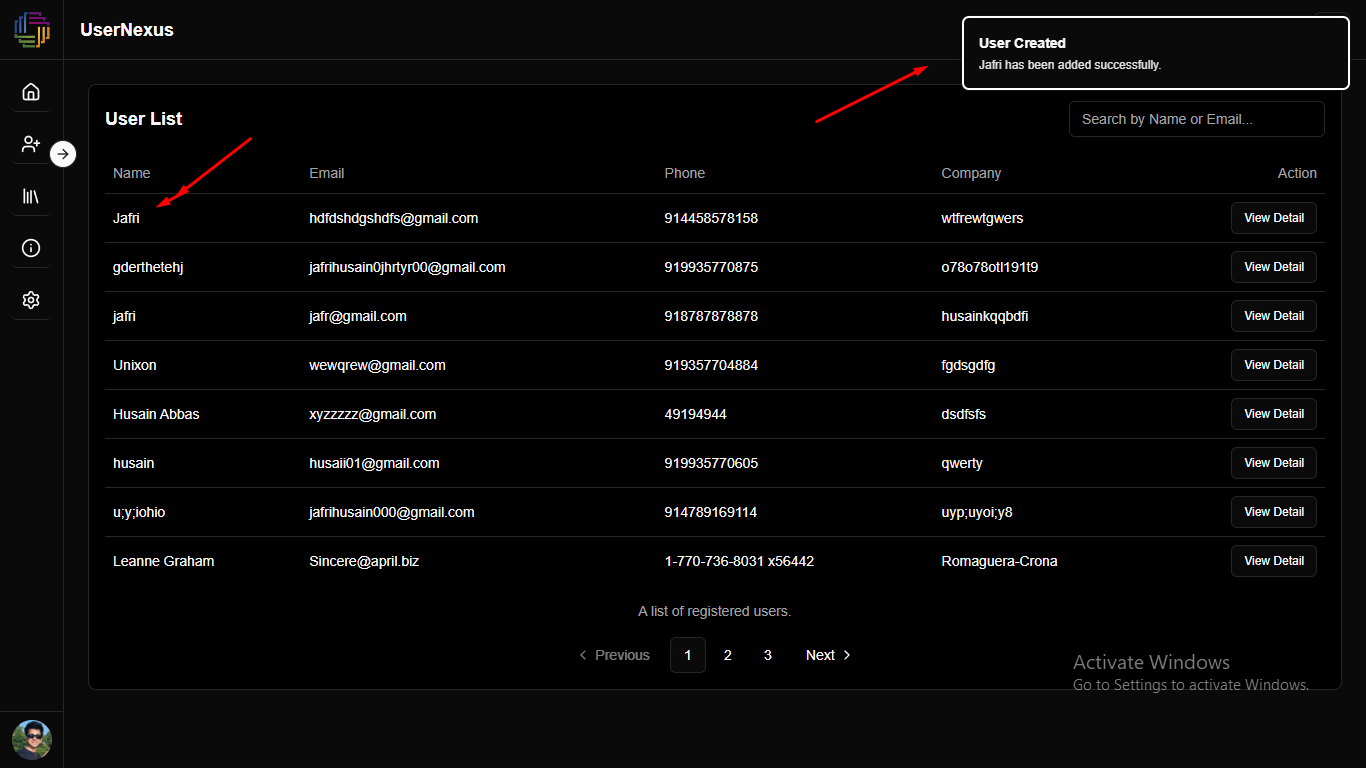 UserNexus
User Created
Jafri has been added successfully.
User List
Search by Name or Email...
Name Email Phone Company Action
Jafri hdfdshdgshdfs@gmail.com 914458578158 wtfrewtgwers View Detail
gderthetehj jafrihusain0jhrtyr00@gmail.com 919935770875 o78o78otl191t9 View Detail
jafri jafr@gmail.com 918787878878 husainkqqbdfi View Detail
Unixon wewqrew@gmail.com 919357704884 fgdsgdfg View Detail
Husain Abbas xyzzzzz@gmail.com 49194944 dsdfsfs View Detail
husain husaii01@gmail.com 919935770605 qwerty View Detail
u;y;iohio jafrihusain000@gmail.com 914789169114 uyp;uyoi;y8 View Detail
Leanne Graham Sincere@april.biz 1-770-736-8031 x56442 Romaguera-Crona View Detail
A list of registered users.
Previous 1 2 3 Next
Activate Windows
Go to Settings to activate Windows.